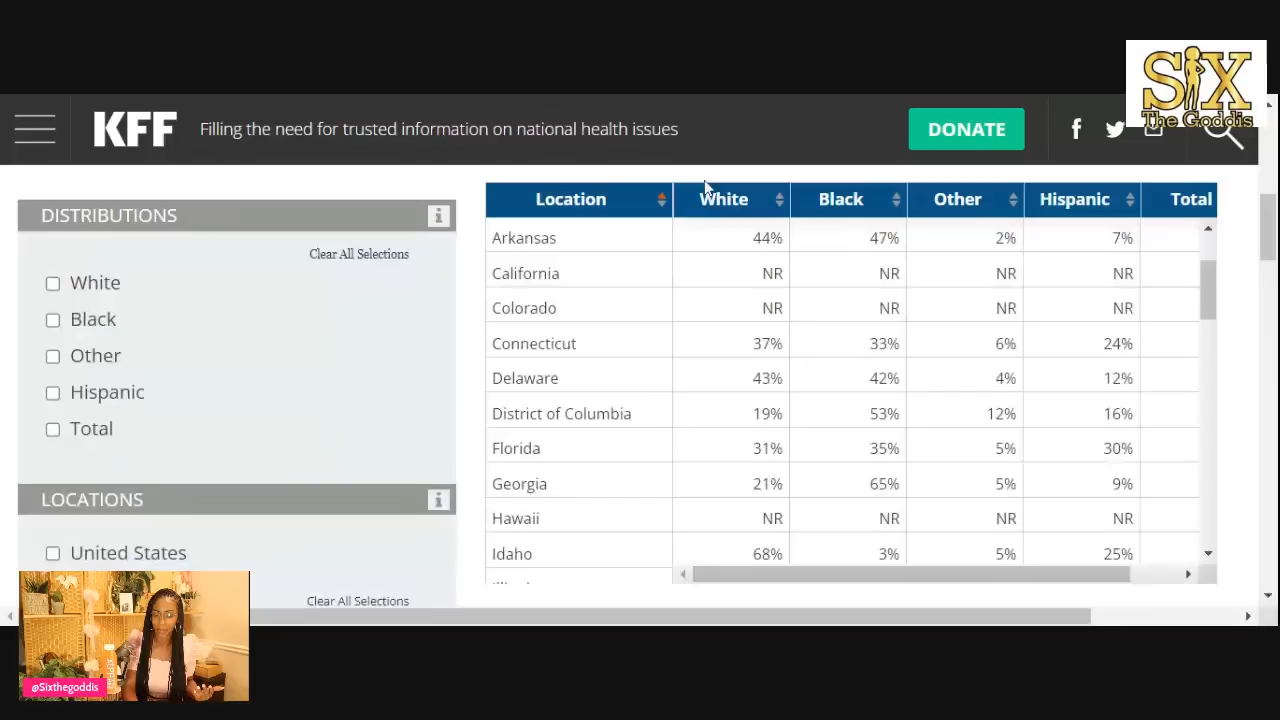 SIX
The Goddis
KFF Filling the need for trusted information on national health issues DONATE
DISTRIBUTIONS
Clear All Selections
White
Black
Other
Hispanic
Total
LOCATIONS
United States
Clear All Selections
Location White Black Other Hispanic Total
Arkansas 44% 47% 2% 7%
California NR NR NR NR
Colorado NR NR NR NR
Connecticut 37% 33% 6% 24%
Delaware 43% 42% 4% 12%
District of Columbia 19% 53% 12% 16%
Florida 31% 35% 5% 30%
Georgia 21% 65% 5% 9%
Hawaii NR NR NR NR
Idaho 68% 3% 5% 25%
@Sixthegoddis